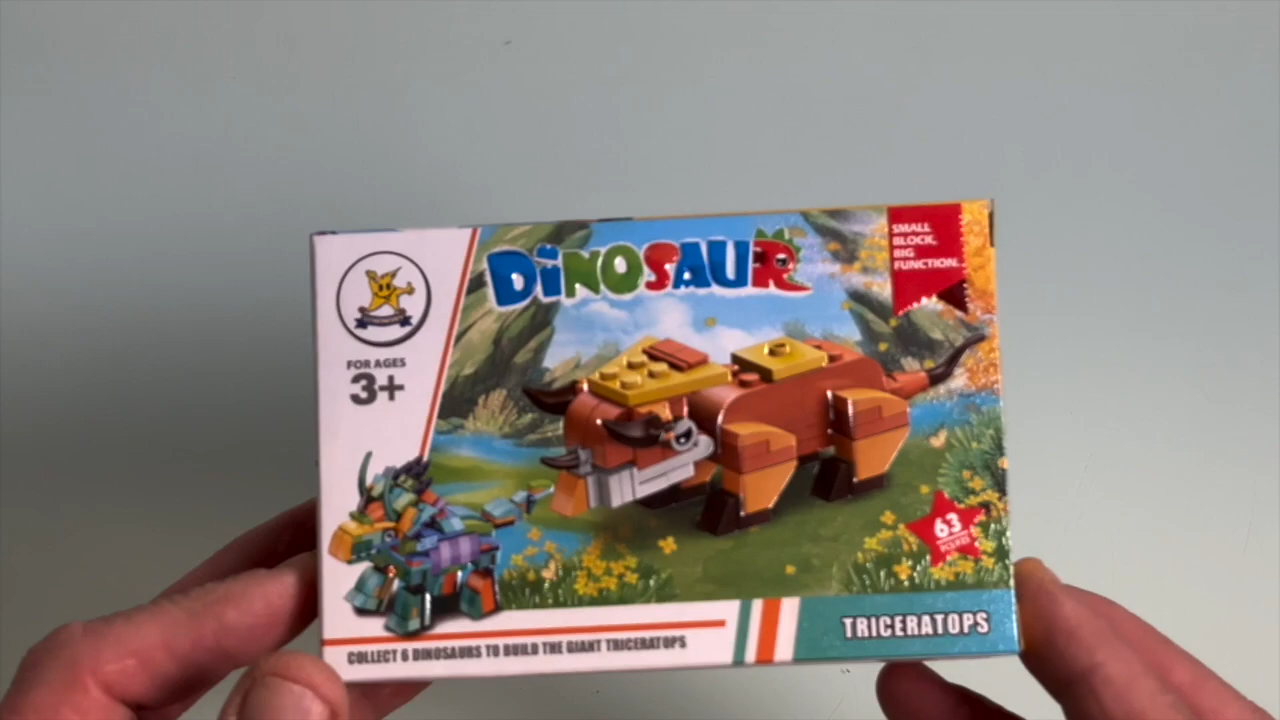 DINOSAUR
SMALL
BLOCK,
BIG
FUNCTION.
FOR AGES
3+
63
COLLECT 6 DINOSAURS TO BUILD THE GIANT TRICERATOPS
TRICERATOPS